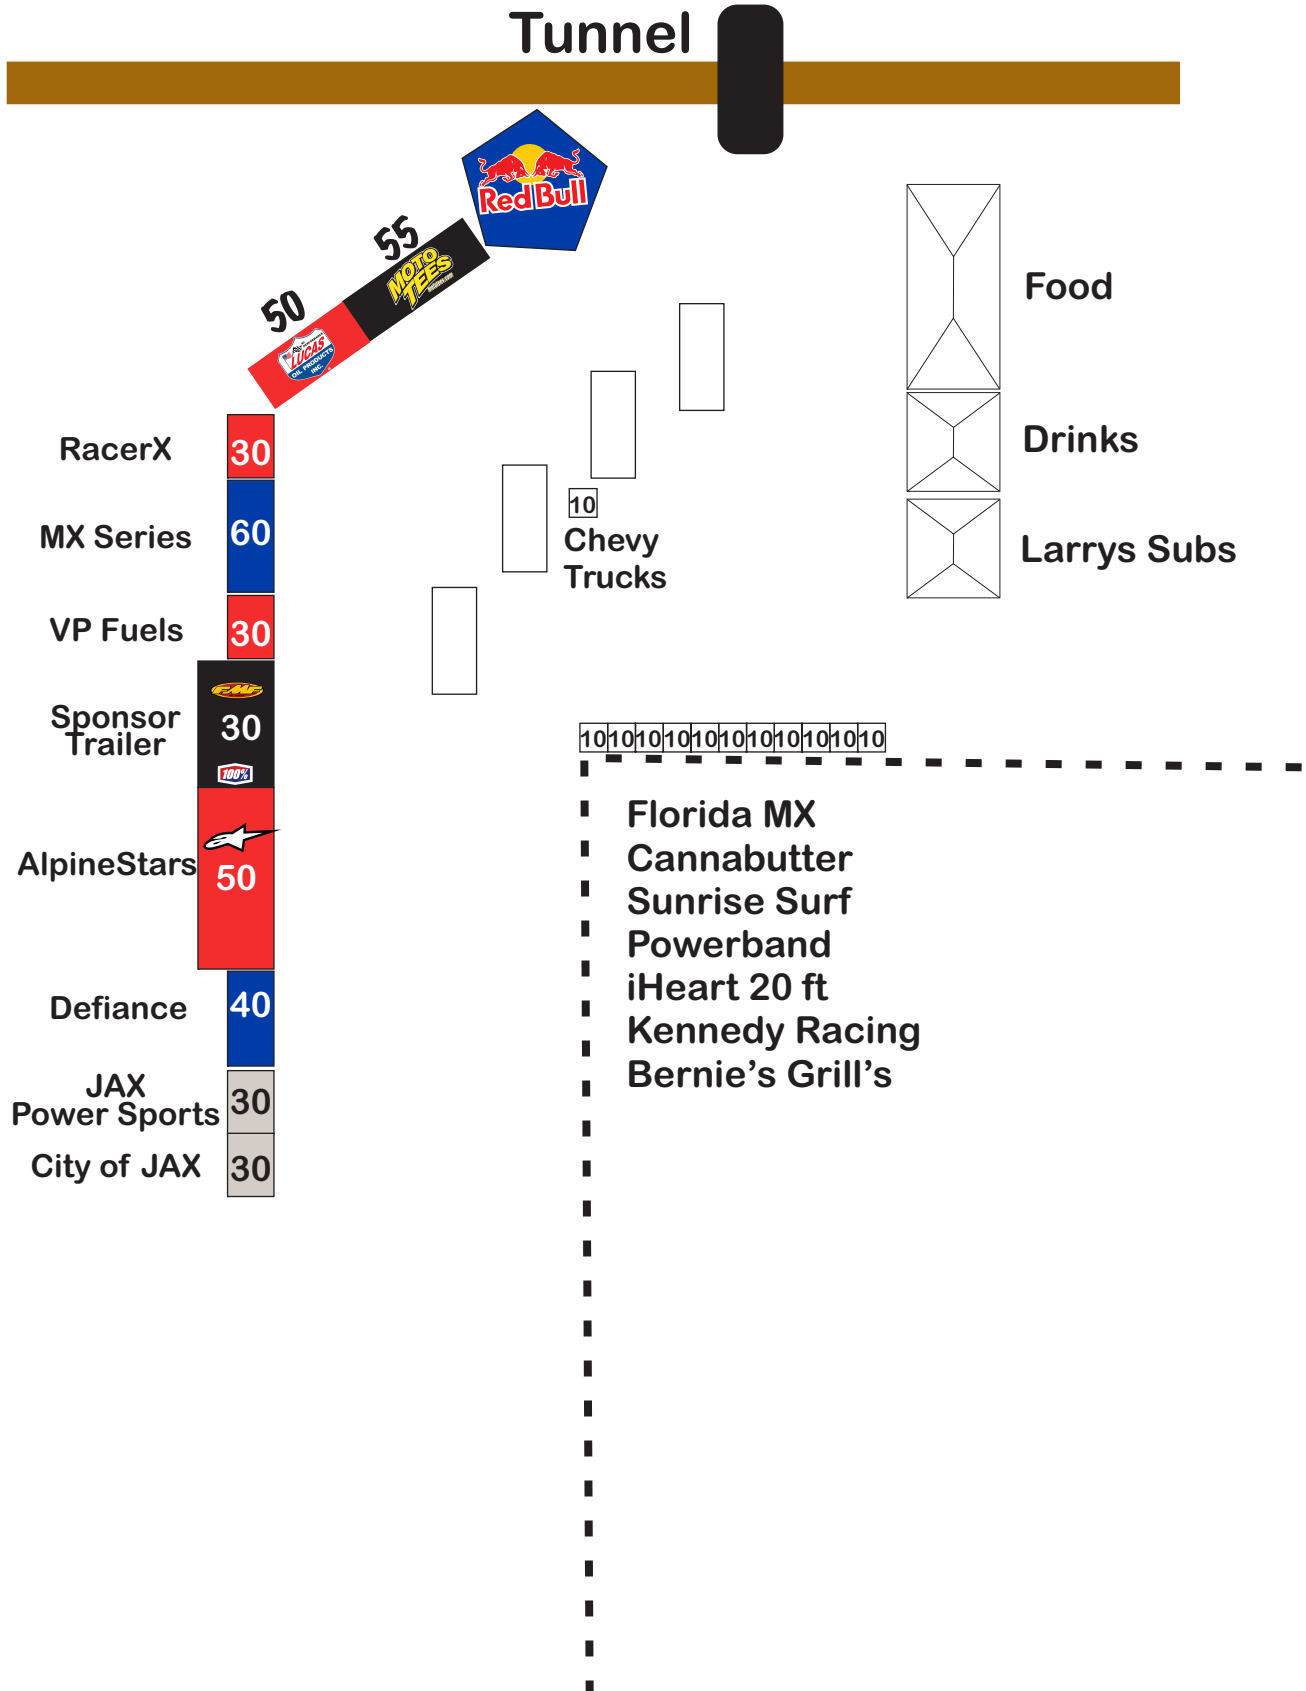 Tunnel
Red Bull
55
MOTO
TEES
50
LUCAS
OIL PRODUCTS
INC.
Food
RacerX
30
Drinks
MX Series
60
10
Chevy
Trucks
Larrys Subs
VP Fuels
30
FMF
Sponsor
Trailer
30
100%
10 10 10 10 10 10 10 10 10 10 10
AlpineStars
50
Florida MX
Cannabutter
Sunrise Surf
Powerband
iHeart 20 ft
Kennedy Racing
Bernie’s Grill’s
Defiance
40
JAX
Power Sports
30
City of JAX
30